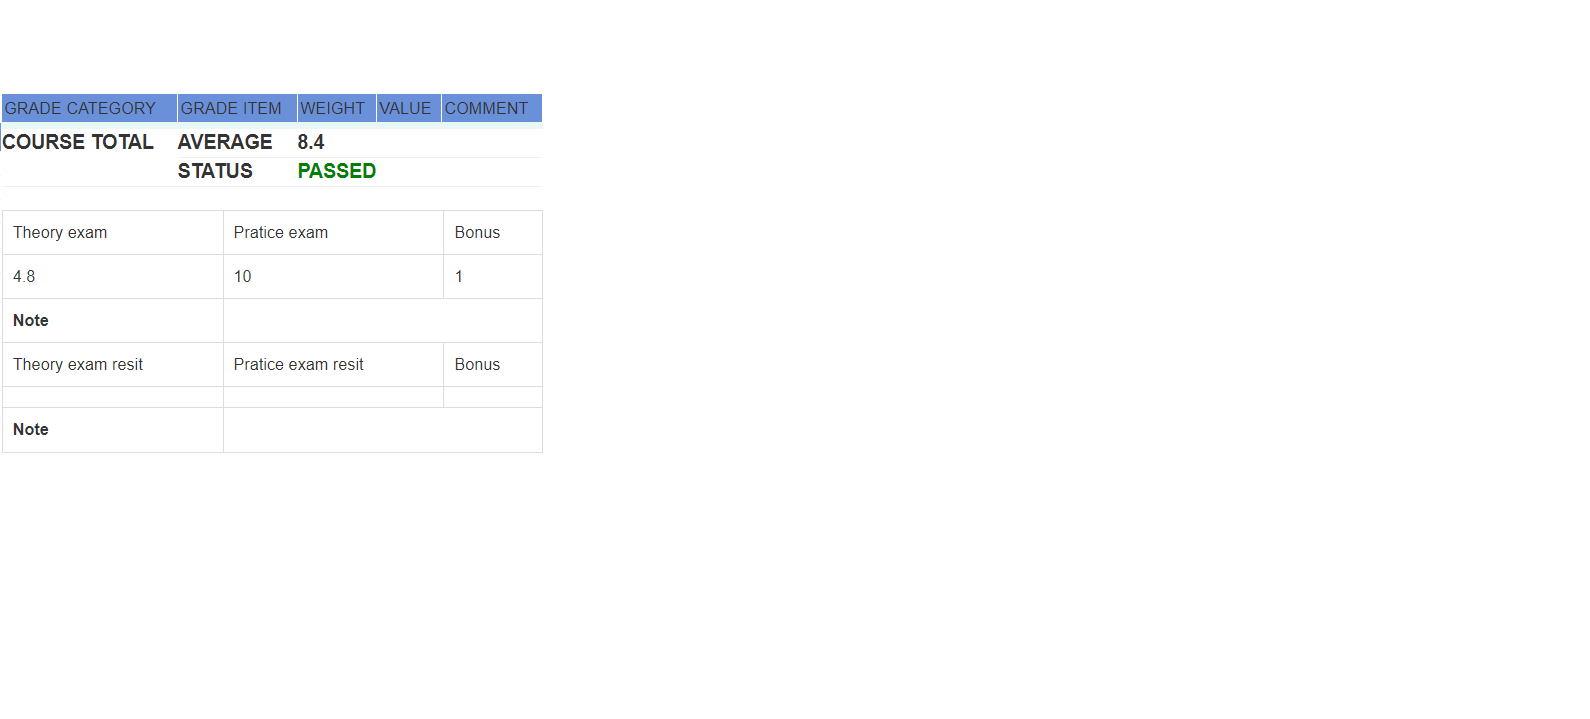 GRADE CATEGORY GRADE ITEM WEIGHT VALUE COMMENT
COURSE TOTAL AVERAGE 8.4
STATUS PASSED
Theory exam Pratice exam Bonus
4.8 10 1
Note
Theory exam resit Pratice exam resit Bonus
Note